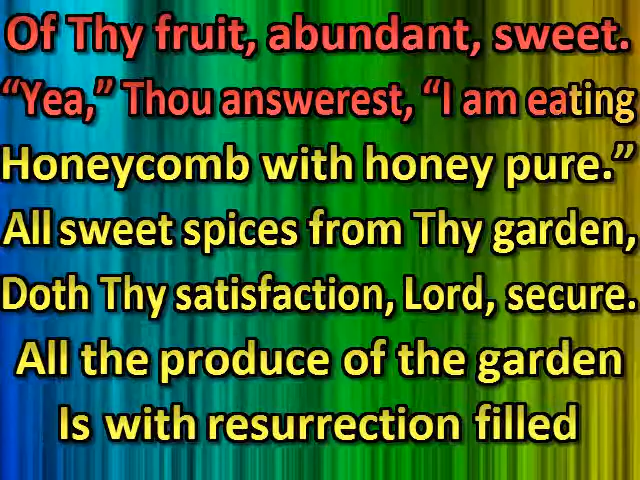 Of Thy fruit, abundant, sweet.
“Yea,” Thou answerest, “I am eating
Honeycomb with honey pure.”
All sweet spices from Thy garden,
Doth Thy satisfaction, Lord, secure.
All the produce of the garden
Is with resurrection filled